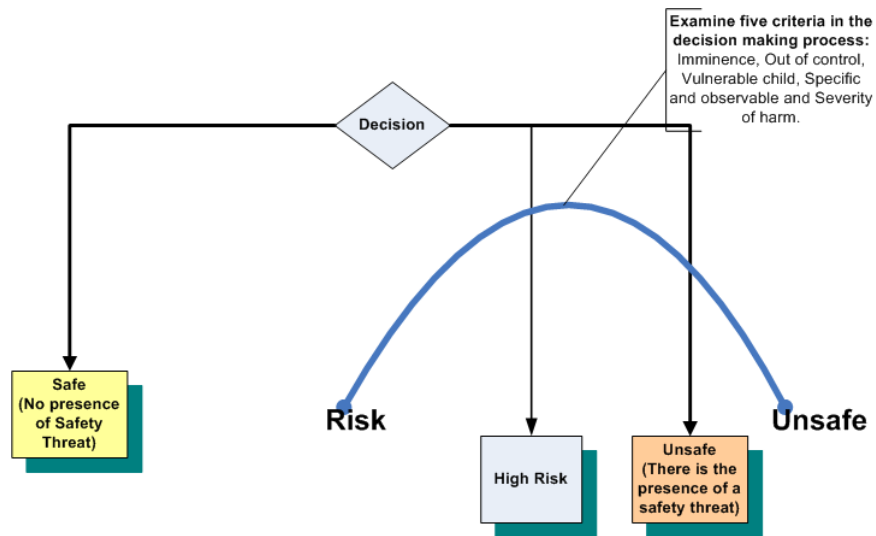 Examine five criteria in the
decision making process:
Imminence, Out of control,
Vulnerable child, Specific
and observable and Severity
of harm.
Decision
Safe
(No presence
of Safety
Threat)
Risk
Unsafe
High Risk
Unsafe
(There is the
presence of a
safety threat)